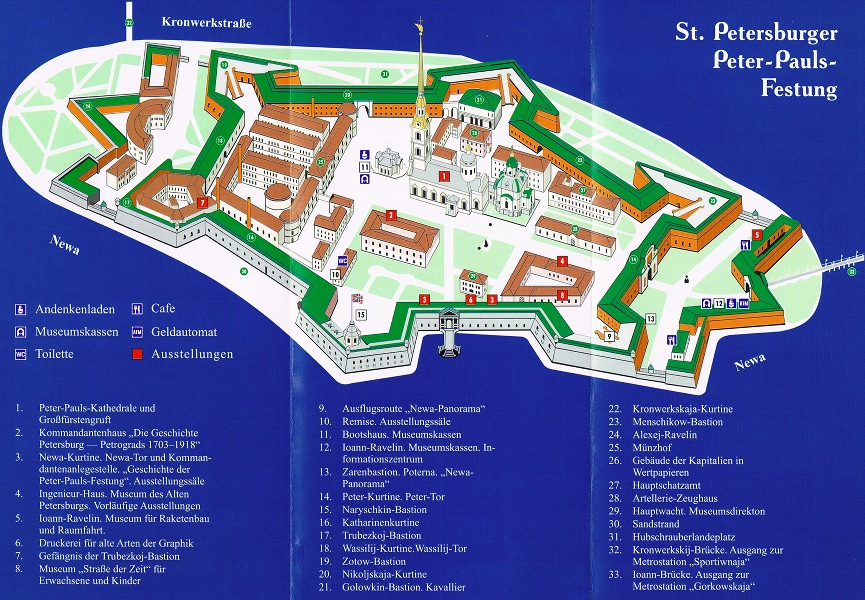 Kronwerkstraße
St. Petersburger
Peter-Pauls-
Festung
Newa
Newa
Andenkenladen
Cafe
Museumskassen
Geldautomat
Toilette
Ausstellungen
1. Peter-Pauls-Kathedrale und
Großfürstengruft
2. Kommandantenhaus „Die Geschichte
Petersburg — Petrograds 1703–1918“
3. Newa-Kurtine. Newa-Tor und Komman-
dantenanlegestelle. „Geschichte der
Peter-Pauls-Festung“. Ausstellungssäle
4. Ingenieur-Haus. Museum des Alten
Petersburgs. Vorläufige Ausstellungen
5. Ioann-Ravelin. Museum für Raketenbau
und Raumfahrt.
6. Druckerei für alte Arten der Graphik
7. Gefängnis der Trubezkoj-Bastion
8. Museum „Straße der Zeit“ für
Erwachsene und Kinder
9. Ausflugsroute „Newa-Panorama“
10. Remise. Ausstellungssäle
11. Bootshaus. Museumskassen
12. Ioann-Ravelin. Museumskassen. In-
formationszentrum
13. Zarenbastion. Poterna. „Newa-
Panorama“
14. Peter-Kurtine. Peter-Tor
15. Naryschkin-Bastion
16. Katharinenkurtine
17. Trubezkoj-Bastion
18. Wassilij-Kurtine.Wassilij-Tor
19. Zotow-Bastion
20. Nikoljskaja-Kurtine
21. Golowkin-Bastion. Kavallier
22. Kronwerkskaja-Kurtine
23. Menschikow-Bastion
24. Alexej-Ravelin
25. Münzhof
26. Gebäude der Kapitalien in
Wertpapieren
27. Hauptschatzamt
28. Artellerie-Zeughaus
29. Hauptwacht. Museumsdirekton
30. Sandstrand
31. Hubschrauberlandeplatz
32. Kronwerkskij-Brücke. Ausgang zur
Metrostation „Sportiwnaja“)
33. Ioann-Brücke. Ausgang zur
Metrostation „Gorkowskaja“)